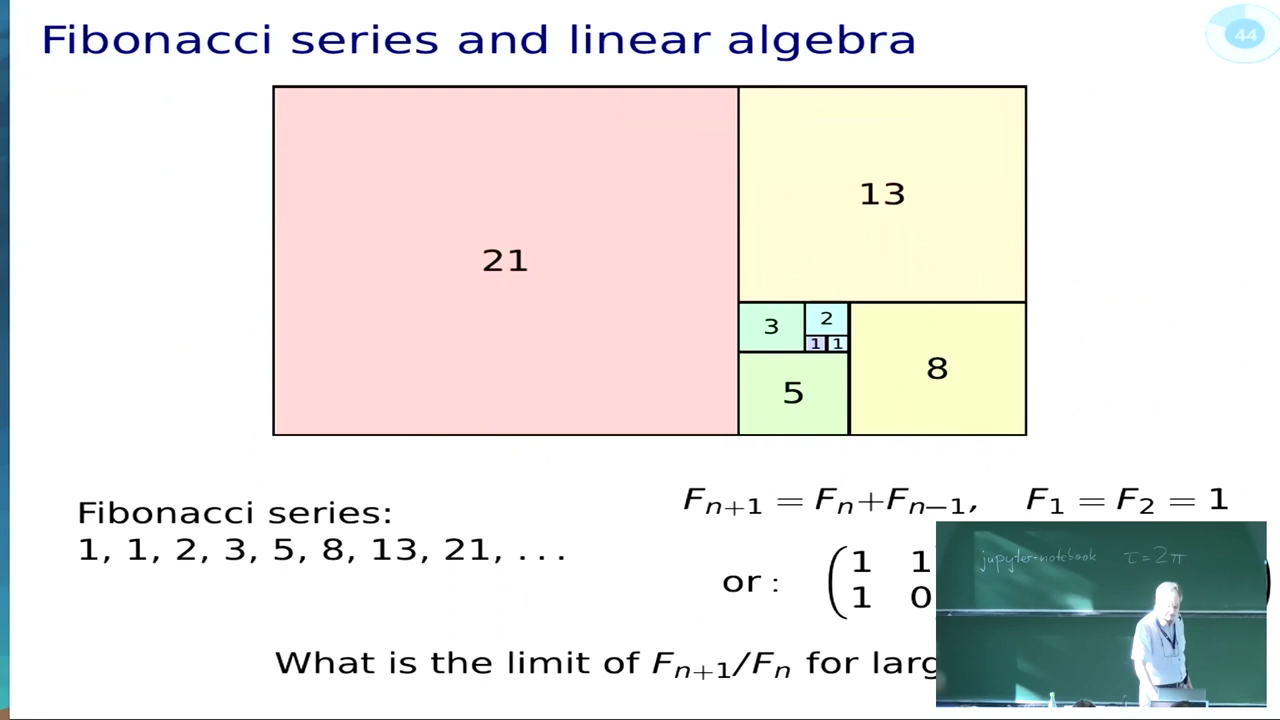 Fibonacci series and linear algebra
44
21
13
3
2
1 1
8
5
Fibonacci series:
1, 1, 2, 3, 5, 8, 13, 21, ...
Fₙ₊₁ = Fₙ+Fₙ₋₁, F₁ = F₂ = 1
or: (1 1
1 0
What is the limit of Fₙ₊₁/Fₙ for
jupyter-notebook τ=2π